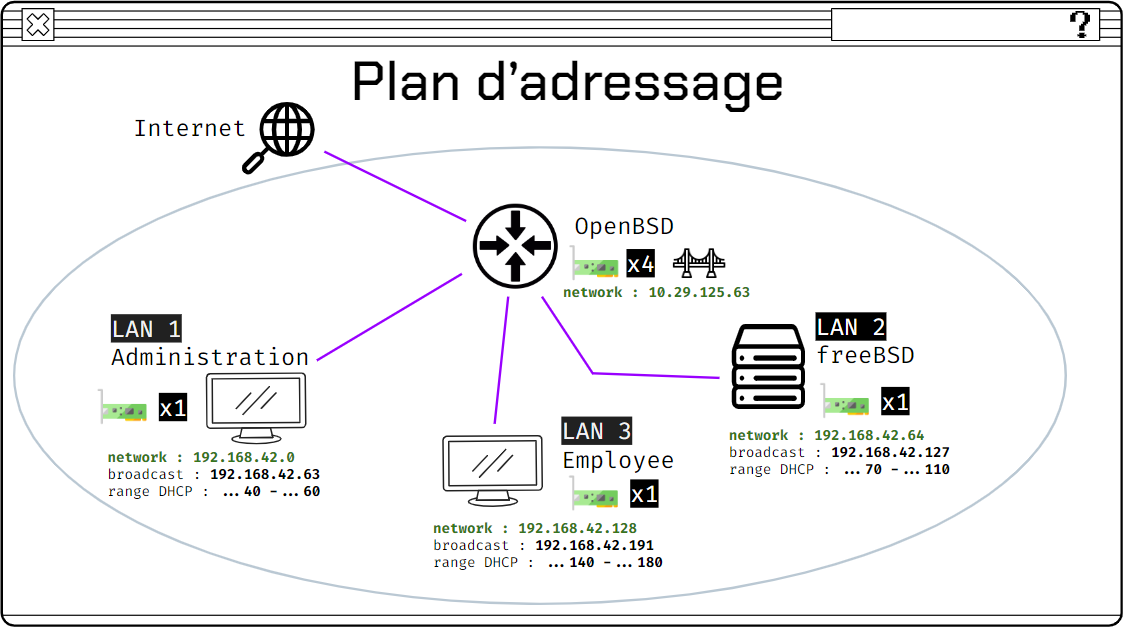 ?
Plan d'adressage
Internet
OpenBSD
x4
network : 10.29.125.63
LAN 1
Administration
x1
network : 192.168.42.0
broadcast : 192.168.42.63
range DHCP : ...40 -...60
LAN 2
freeBSD
x1
network : 192.168.42.64
broadcast : 192.168.42.127
range DHCP : ...70 -...110
LAN 3
Employee
x1
network : 192.168.42.128
broadcast : 192.168.42.191
range DHCP : ...140 -...180